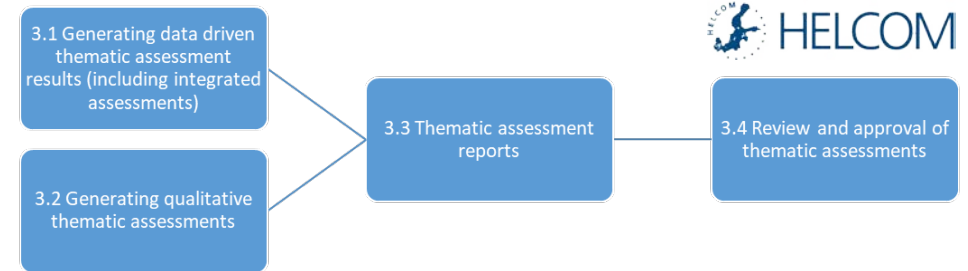 3.1 Generating data driven
thematic assessment
results (including integrated
assessments)
3.2 Generating qualitative
thematic assessments
3.3 Thematic assessment
reports
HELCOM
3.4 Review and approval of
thematic assessments